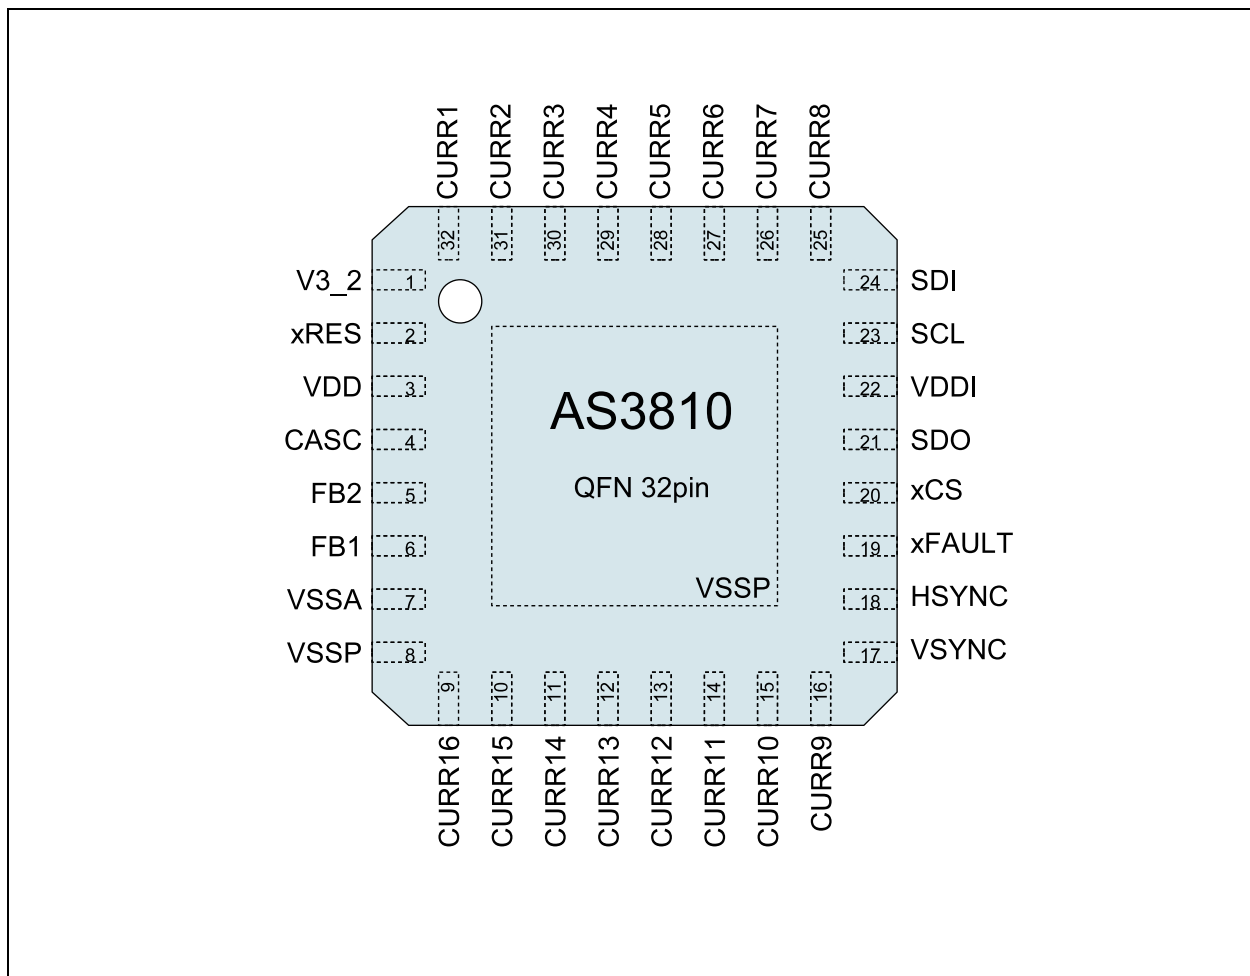 CURR1
CURR2
CURR3
CURR4
CURR5
CURR6
CURR7
CURR8
32
31
30
29
28
27
26
25
V3_2 1
xRES 2
VDD 3
CASC 4
FB2 5
FB1 6
VSSA 7
VSSP 8
AS3810
QFN 32pin
VSSP
24 SDI
23 SCL
22 VDDI
21 SDO
20 xCS
19 xFAULT
18 HSYNC
17 VSYNC
9
10
11
12
13
14
15
16
CURR16
CURR15
CURR14
CURR13
CURR12
CURR11
CURR10
CURR9